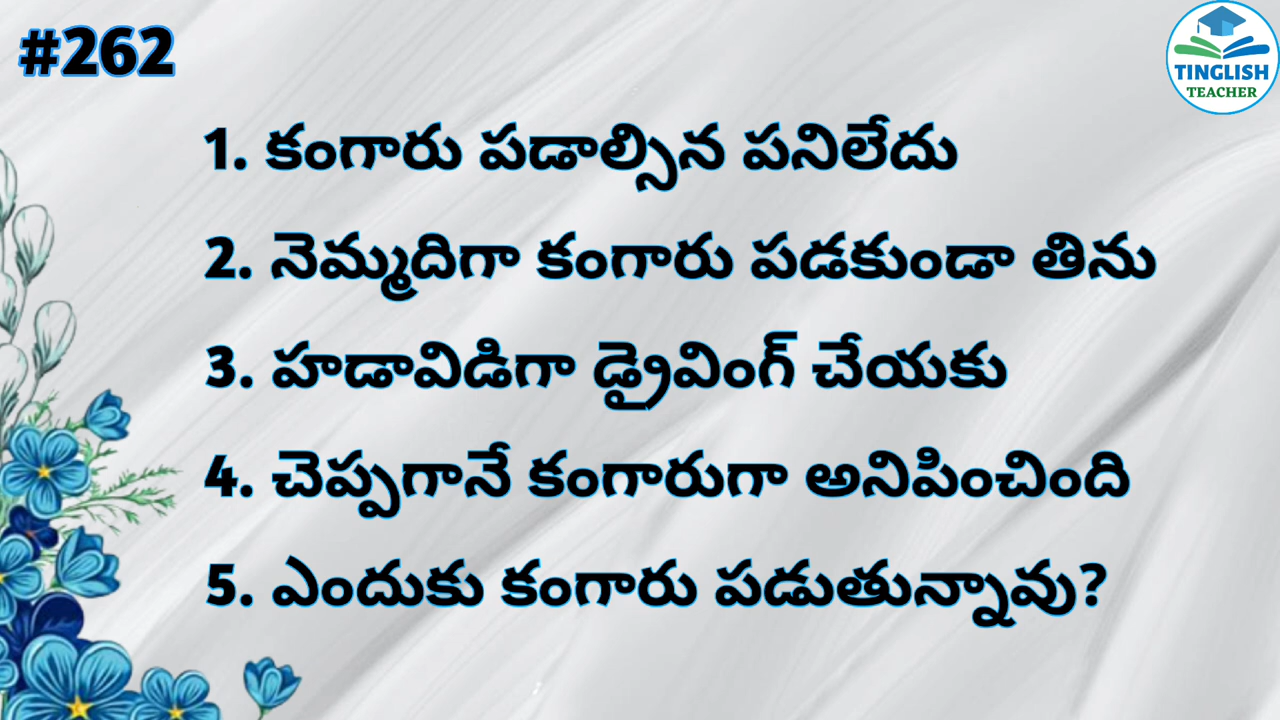 #262
TINGLISH
TEACHER
1. కంగారు పడాల్సిన పనిలేదు
2. నెమ్మదిగా కంగారు పడకుండా తిను
3. హడావిడిగా డ్రైవింగ్ చేయకు
4. చెప్పగానే కంగారుగా అనిపించింది
5. ఎందుకు కంగారు పడుతున్నావు?